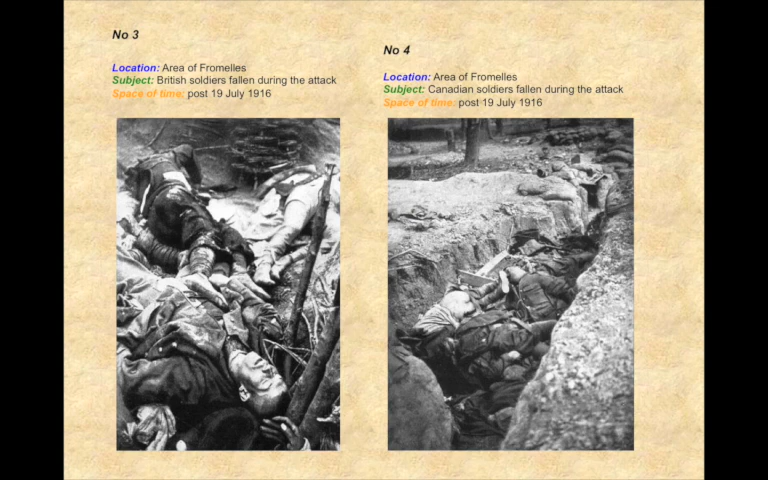 No 3
Location: Area of Fromelles
Subject: British soldiers fallen during the attack
Space of time: post 19 July 1916
No 4
Location: Area of Fromelles
Subject: Canadian soldiers fallen during the attack
Space of time: post 19 July 1916